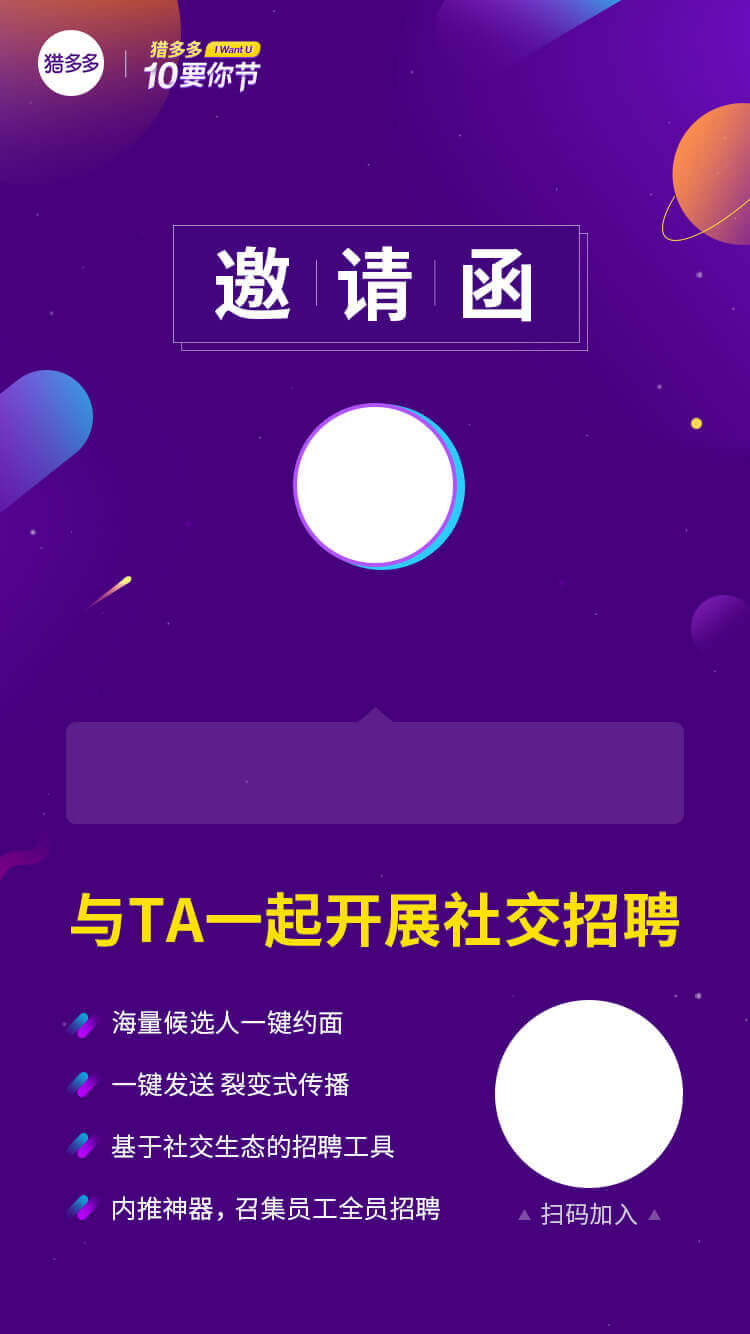 猎多多
猎多多 I Want U
10要你节
邀请函
与TA一起开展社交招聘
海量候选人一键约面
一键发送 裂变式传播
基于社交生态的招聘工具
内推神器，召集员工全员招聘
扫码加入